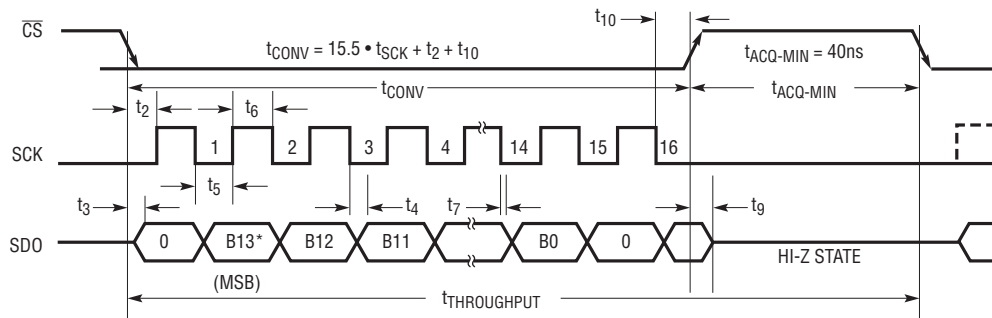 t10
CS
tCONV = 15.5 • tSCK + t2 + t10
tACQ-MIN = 40ns
tCONV
tACQ-MIN
t2
t6
SCK
1
2
3
4
14
15
16
t5
t3
t4
t7
t9
SDO
0
B13*
B12
B11
B0
0
HI-Z STATE
(MSB)
tTHROUGHPUT